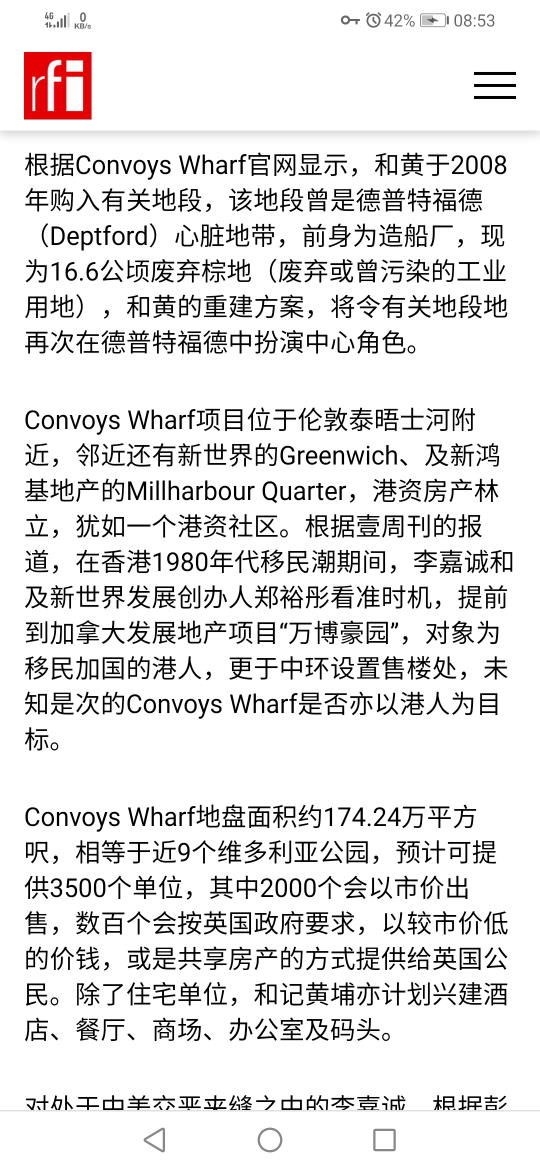 4G
0
KB/s
42%
08:53
rfi
根据Convoys Wharf官网显示，和黄于2008
年购入有关地段，该地段曾是德普特福德
（Deptford）心脏地带，前身为造船厂，现
为16.6公顷废弃棕地（废弃或曾污染的工业
用地），和黄的重建方案，将令有关地段地
再次在德普特福德中扮演中心角色。
Convoys Wharf项目位于伦敦泰晤士河附
近，邻近还有新世界的Greenwich、及新鸿
基地产的Millharbour Quarter，港资房产林
立，犹如一个港资社区。根据壹周刊的报
道，在香港1980年代移民潮期间，李嘉诚和
及新世界发展创办人郑裕彤看准时机，提前
到加拿大发展地产项目“万博豪园”，对象为
移民加国的港人，更于中环设置售楼处，未
知是次的Convoys Wharf是否亦以港人为目
标。
Convoys Wharf地盘面积约174.24万平方
呎，相等于近9个维多利亚公园，预计可提
供3500个单位，其中2000个会以市价出
售，数百个会按英国政府要求，以较市价低
的价钱，或是共享房产的方式提供给英国公
民。除了住宅单位，和记黄埔亦计划兴建酒
店、餐厅、商场、办公室及码头。
对处于中美交恶夹缝之中的李嘉诚，根据彭